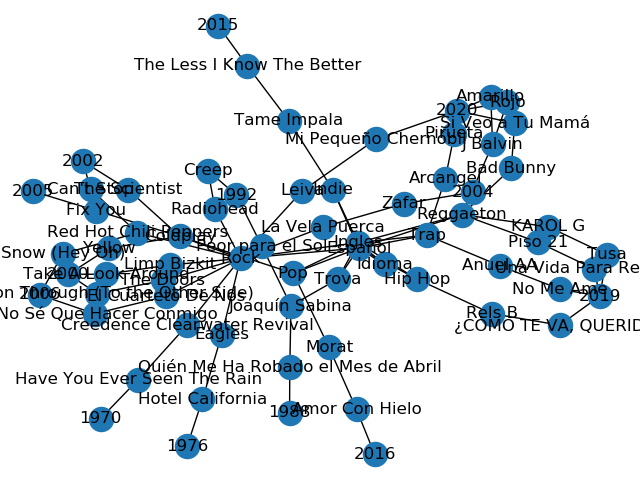 2015
The Less I Know The Better
Tame Impala
Amarillo
Rojo
2020
Si Veo a Tu Mamá
Pirueta
Mi Pequeño Chernóbil
J Balvin
2002
Creep
Bad Bunny
Arcangel
2005
Can't Stop
The Scientist
1992
Leiva
Indie
2004
Zafar
Fix You
Radiohead
Reggaeton
La Vela Puerca
KAROL G
Red Hot Chili Peppers
Coldplay
Trap
Piso 21
Yellow
Por para el Sol
Inglés
Español
Snow (Hey Oh)
Tusa
Rock
Limp Bizkit
Idioma
Anuel AA
Una Vida Para Re
Take A Look Around
2000
Pop
Trova
Hip Hop
The Doors
No Me Ame
on Through (To The Other Side)
2006
El Cuarteto de Nos
2019
Joaquín Sabina
No Sé Que Hacer Conmigo
Rels B
Creedence Clearwater Revival
¿CÓMO TE VA, QUERID
Eagles
Morat
Quién Me Ha Robado el Mes de Abril
Have You Ever Seen The Rain
Hotel California
Amor Con Hielo
1970
1988
1976
2016